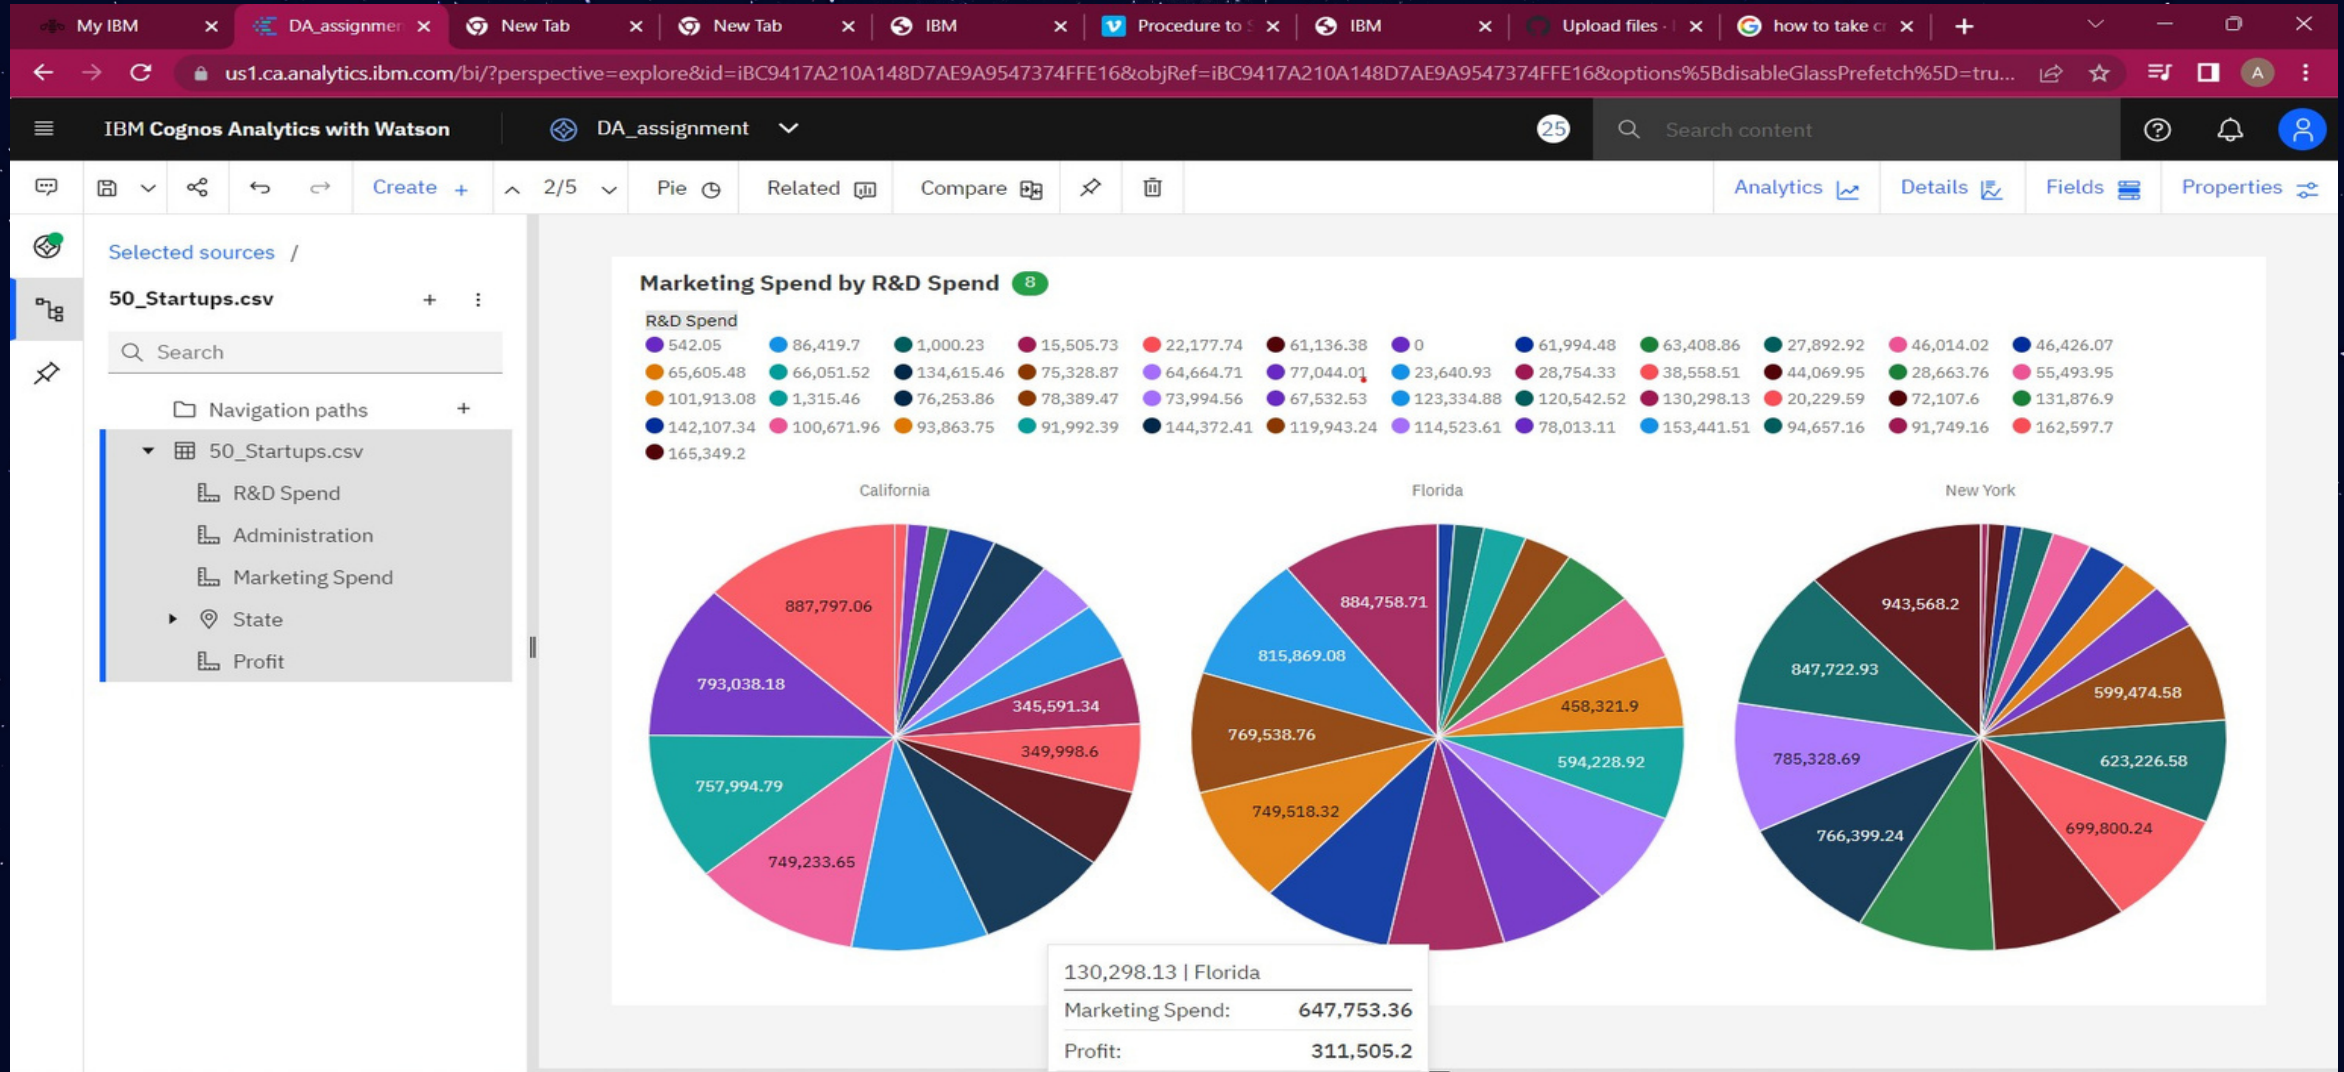 My IBM
DA_assignmen
New Tab
New Tab
IBM
Procedure to S
IBM
Upload files ·
how to take cr
us1.ca.analytics.ibm.com/bi/?perspective=explore&id=iBC9417A210A148D7AE9A9547374FFE16&objRef=iBC9417A210A148D7AE9A9547374FFE16&options%5BdisableGlassPrefetch%5D=tru...
A
IBM Cognos Analytics with Watson
DA_assignment
25
Search content
Create +
2/5
Pie
Related
Compare
Analytics
Details
Fields
Properties
Selected sources /
50_Startups.csv
Search
Navigation paths
50_Startups.csv
R&D Spend
Administration
Marketing Spend
State
Profit
Marketing Spend by R&D Spend 8
R&D Spend
542.05 86,419.7 1,000.23 15,505.73 22,177.74 61,136.38 0 61,994.48 63,408.86 27,892.92 46,014.02 46,426.07
65,605.48 66,051.52 134,615.46 75,328.87 64,664.71 77,044.01 23,640.93 28,754.33 38,558.51 44,069.95 28,663.76 55,493.95
101,913.08 1,315.46 76,253.86 78,389.47 73,994.56 67,532.53 123,334.88 120,542.52 130,298.13 20,229.59 72,107.6 131,876.9
142,107.34 100,671.96 93,863.75 91,992.39 144,372.41 119,943.24 114,523.61 78,013.11 153,441.51 94,657.16 91,749.16 162,597.7
165,349.2
California
887,797.06
793,038.18
345,591.34
349,998.6
757,994.79
749,233.65
Florida
884,758.71
815,869.08
458,321.9
769,538.76
594,228.92
749,518.32
New York
943,568.2
847,722.93
599,474.58
785,328.69
623,226.58
766,399.24
699,800.24
130,298.13 | Florida
Marketing Spend: 647,753.36
Profit: 311,505.2